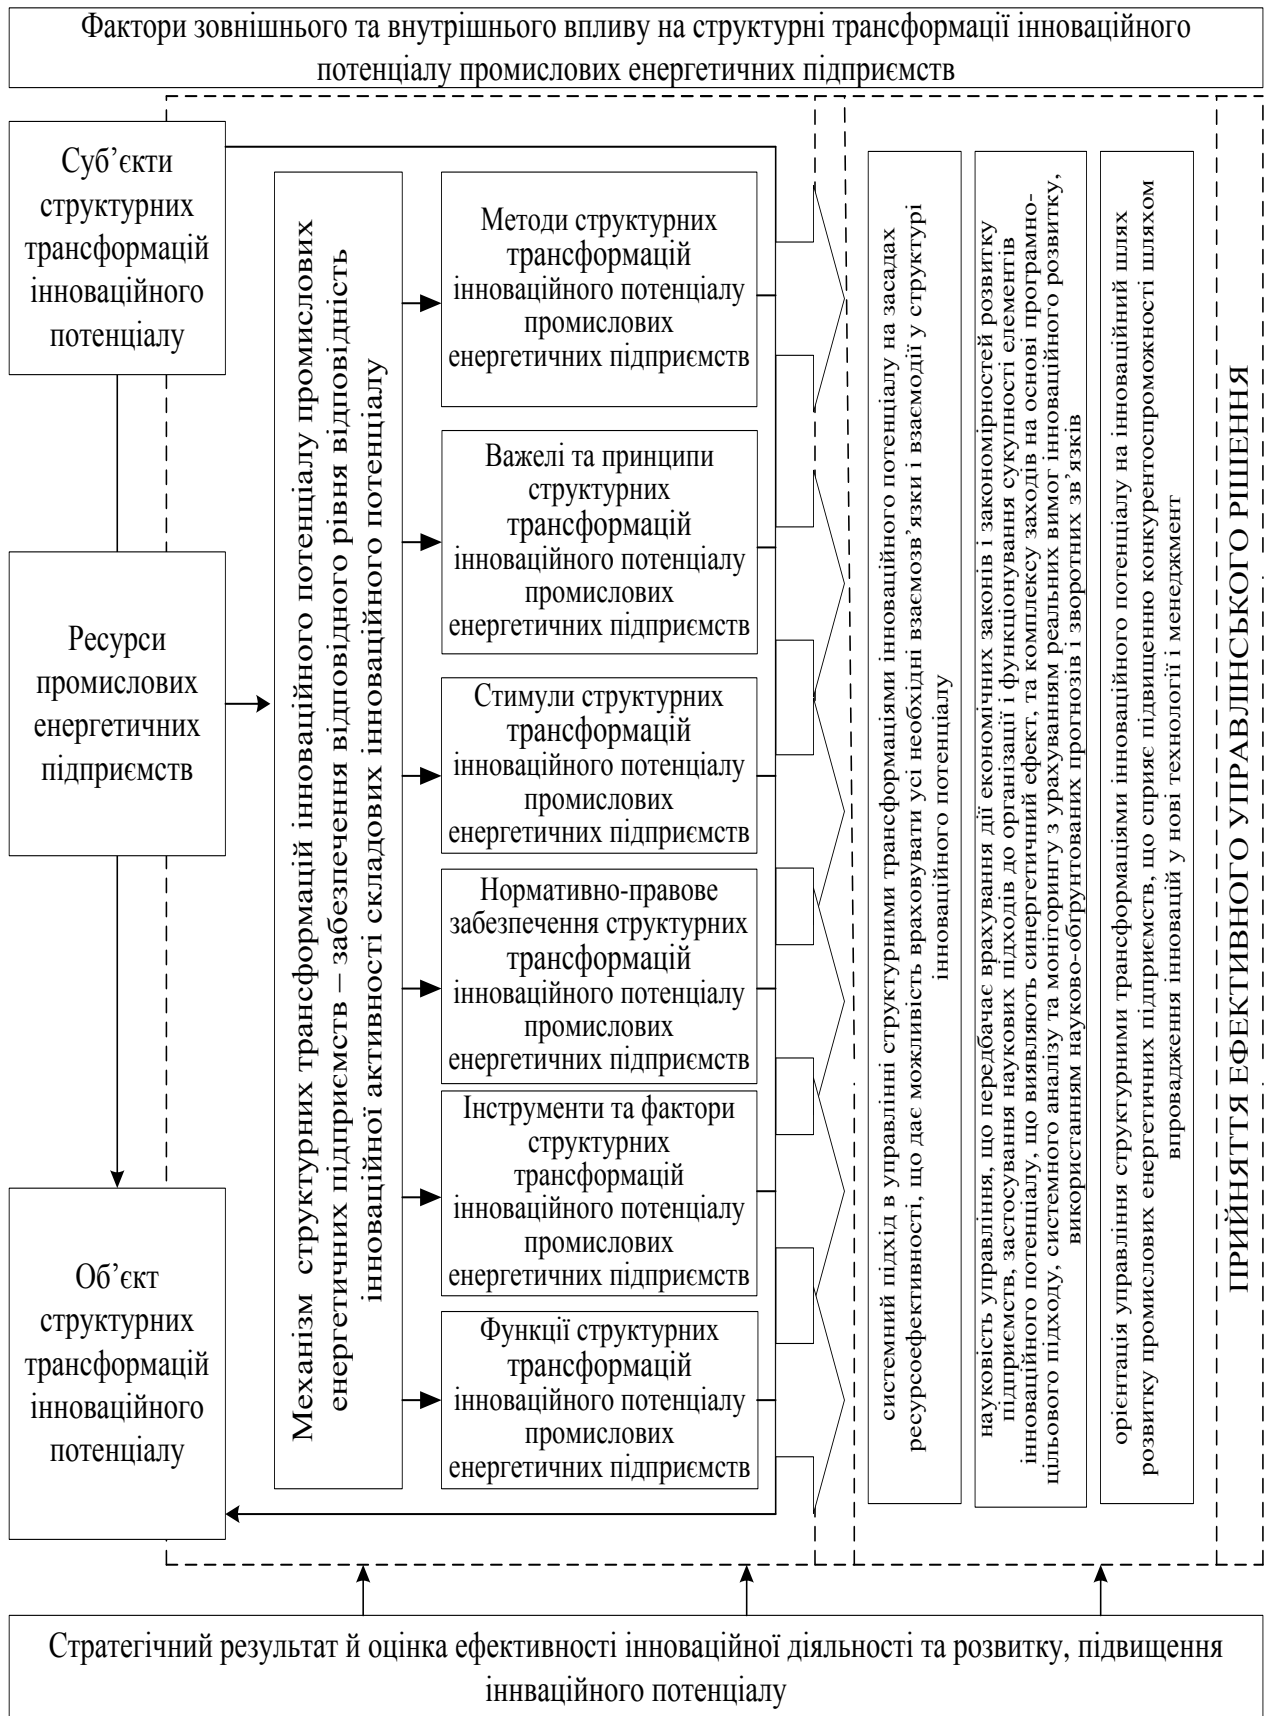 Фактори зовнішнього та внутрішнього впливу на структурні трансформації інноваційного
потенціалу промислових енергетичних підприємств
Суб’єкти
структурних
трансформацій
інноваційного
потенціалу
Ресурси
промислових
енергетичних
підприємств
Об’єкт
структурних
трансформацій
інноваційного
потенціалу
Механізм структурних трансформацій інноваційного потенціалу промислових
енергетичних підприємств – забезпечення відповідного рівня відповідність
інноваційної активності складових інноваційного потенціалу
Методи структурних
трансформацій
інноваційного потенціалу
промислових
енергетичних підприємств
Важелі та принципи
структурних
трансформацій
інноваційного потенціалу
промислових
енергетичних підприємств
Стимули структурних
трансформацій
інноваційного потенціалу
промислових
енергетичних підприємств
Нормативно-правове
забезпечення структурних
трансформацій
інноваційного потенціалу
промислових
енергетичних підприємств
Інструменти та фактори
структурних
трансформацій
інноваційного потенціалу
промислових
енергетичних підприємств
Функції структурних
трансформацій
інноваційного потенціалу
промислових
енергетичних підприємств
системний підхід в управлінні структурними трансформаціями інноваційного потенціалу на засадах
ресурсоефективності, що дає можливість враховувати усі необхідні взаємозв’язки і взаємодії у структурі
інноваційного потенціалу
науковість управління, що передбачає врахування дії економічних законів і закономірностей розвитку
підприємств, застосування наукових підходів до організації і функціонування сукупності елементів
інноваційного потенціалу, що виявляють синергетичний ефект, та комплексу заходів на основі програмно-
цільового підходу, системного аналізу та моніторингу з урахуванням реальних вимог інноваційного розвитку,
використанням науково-обґрунтованих прогнозів і зворотних зв’язків
орієнтація управління структурними трансформаціями інноваційного потенціалу на інноваційний шлях
розвитку промислових енергетичних підприємств, що сприяє підвищенню конкурентоспроможності шляхом
впровадження інновацій у нові технології і менеджмент
ПРИЙНЯТТЯ ЕФЕКТИВНОГО УПРАВЛІНСЬКОГО РІШЕННЯ
Стратегічний результат й оцінка ефективності інноваційної діяльності та розвитку, підвищення
іннваційного потенціалу